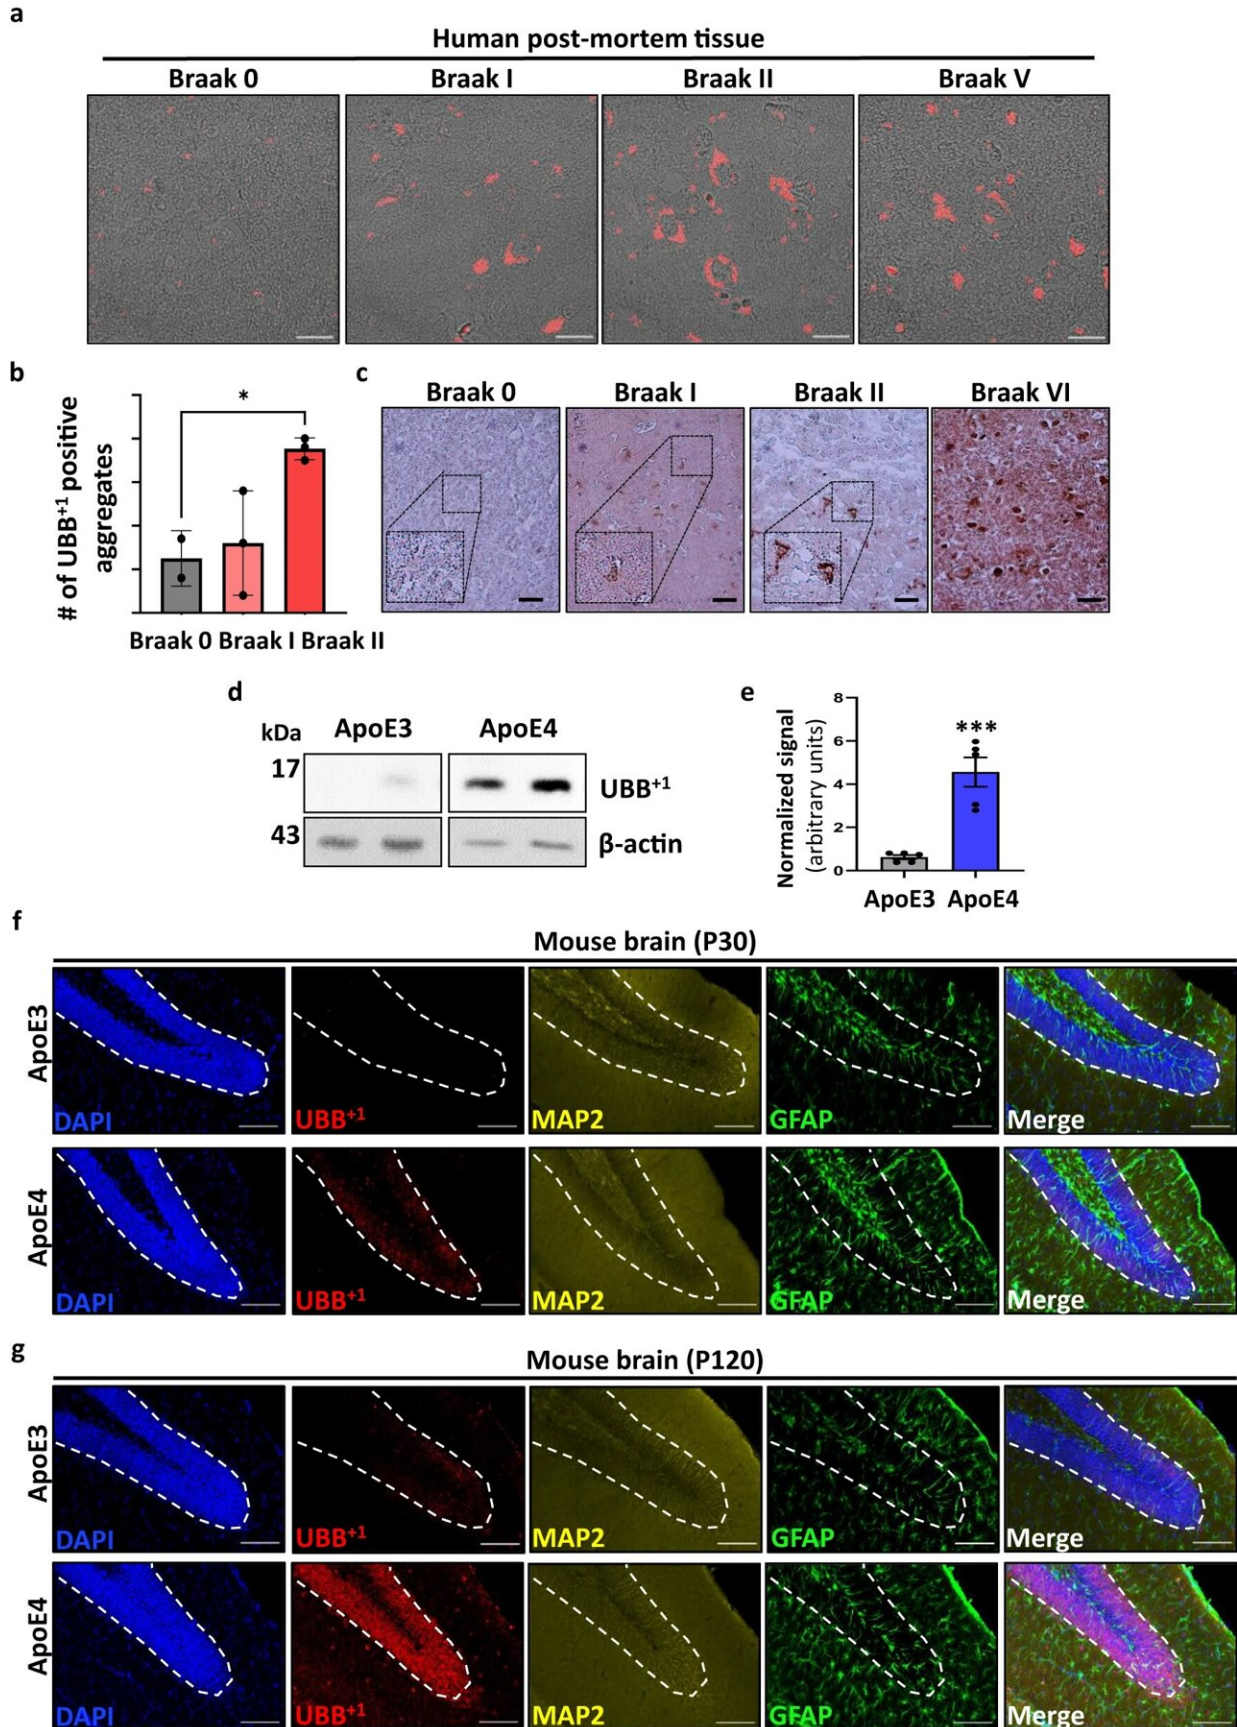 a
Human post-mortem tissue
Braak 0 Braak I Braak II Braak V
b
# of UBB⁺¹ positive
aggregates
*
Braak 0 Braak I Braak II
c
Braak 0 Braak I Braak II Braak VI
d
kDa ApoE3 ApoE4
17 UBB⁺¹
43 β-actin
e
Normalized signal
(arbitrary units)
8
6
4
2
0
***
ApoE3 ApoE4
f
Mouse brain (P30)
ApoE3
DAPI UBB⁺¹ MAP2 GFAP Merge
ApoE4
DAPI UBB⁺¹ MAP2 GFAP Merge
g
Mouse brain (P120)
ApoE3
DAPI UBB⁺¹ MAP2 GFAP Merge
ApoE4
DAPI UBB⁺¹ MAP2 GFAP Merge